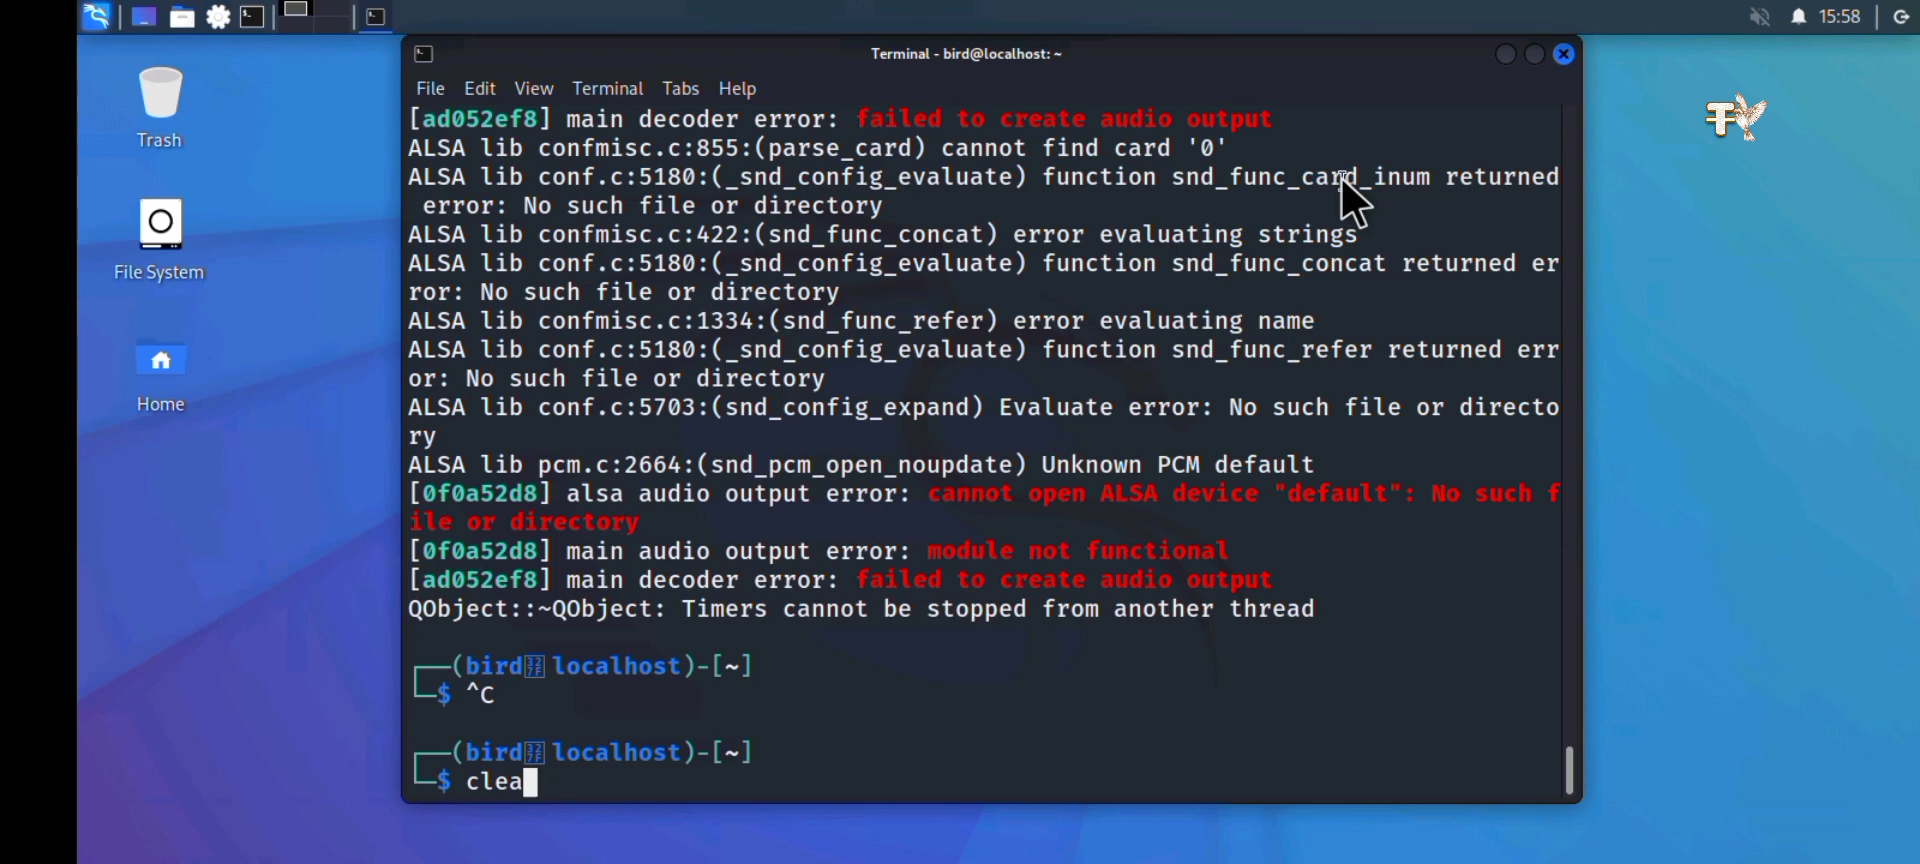 15:58
Terminal - bird@localhost: ~
File Edit View Terminal Tabs Help
Trash
File System
Home
[ad052ef8] main decoder error: failed to create audio output
ALSA lib confmisc.c:855:(parse_card) cannot find card '0'
ALSA lib conf.c:5180:(_snd_config_evaluate) function snd_func_card_inum returned
 error: No such file or directory
ALSA lib confmisc.c:422:(snd_func_concat) error evaluating strings
ALSA lib conf.c:5180:(_snd_config_evaluate) function snd_func_concat returned er
ror: No such file or directory
ALSA lib confmisc.c:1334:(snd_func_refer) error evaluating name
ALSA lib conf.c:5180:(_snd_config_evaluate) function snd_func_refer returned err
or: No such file or directory
ALSA lib conf.c:5703:(snd_config_expand) Evaluate error: No such file or directo
ry
ALSA lib pcm.c:2664:(snd_pcm_open_noupdate) Unknown PCM default
[0f0a52d8] alsa audio output error: cannot open ALSA device "default": No such f
ile or directory
[0f0a52d8] main audio output error: module not functional
[ad052ef8] main decoder error: failed to create audio output
QObject::~QObject: Timers cannot be stopped from another thread
┌──(bird㉿localhost)-[~]
└─$ ^C
┌──(bird㉿localhost)-[~]
└─$ clea